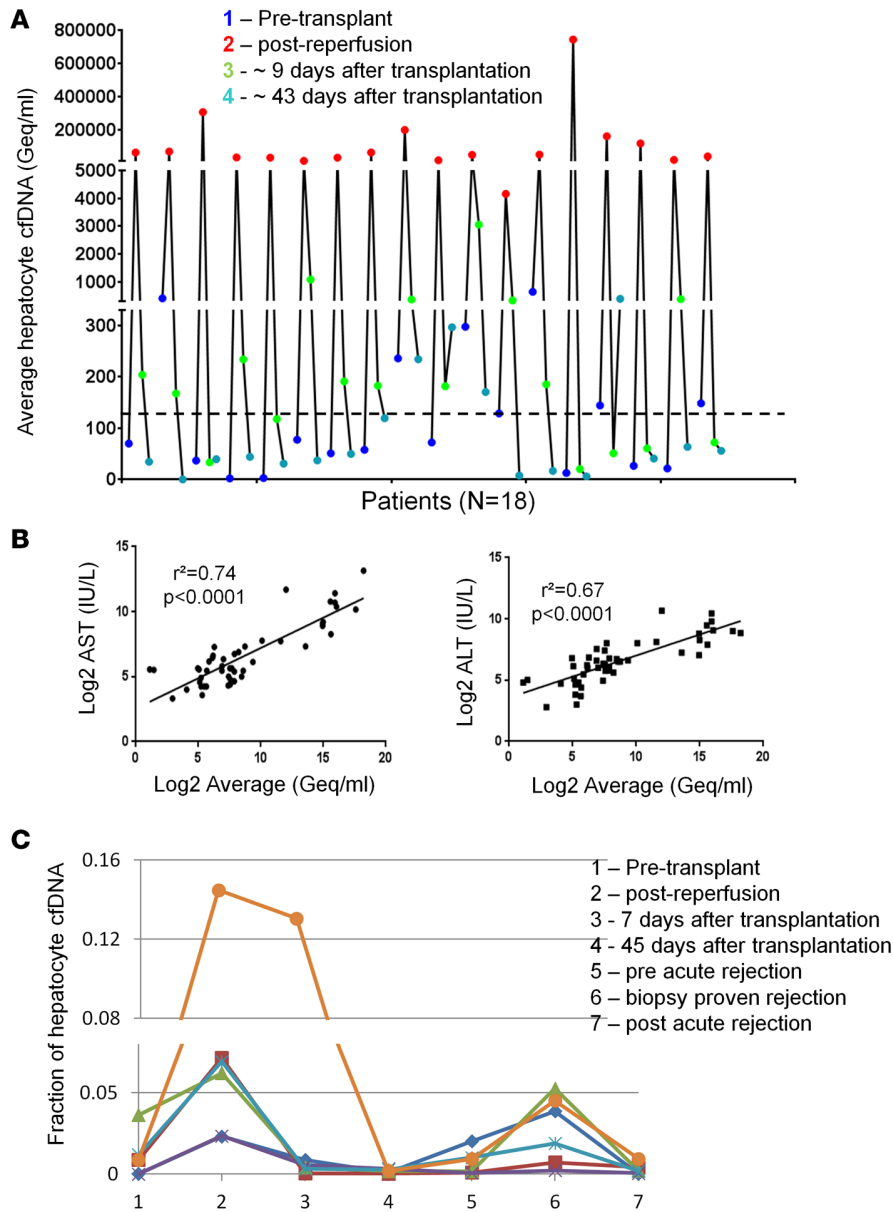 A
1 – Pre-transplant
2 – post-reperfusion
3 - ~ 9 days after transplantation
4 - ~ 43 days after transplantation
Average hepatocyte cfDNA (Geq/ml)
800000
600000
400000
200000
5000
4000
3000
2000
1000
300
200
100
0
Patients (N=18)
B
Log2 AST (IU/L)
r²=0.74
p<0.0001
15
10
5
0
0 5 10 15 20
Log2 Average (Geq/ml)
Log2 ALT (IU/L)
r²=0.67
p<0.0001
15
10
5
0
0 5 10 15 20
Log2 Average (Geq/ml)
C
Fraction of hepatocyte cfDNA
0.16
0.12
0.08
0.05
0
1 2 3 4 5 6 7
1 – Pre-transplant
2 – post-reperfusion
3 - 7 days after transplantation
4 - 45 days after transplantation
5 – pre acute rejection
6 – biopsy proven rejection
7 – post acute rejection